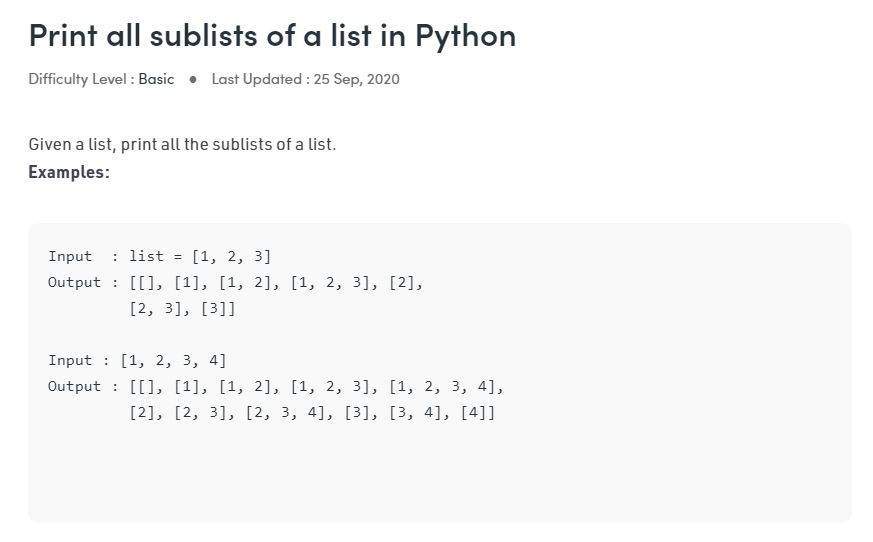 Print all sublists of a list in Python
Difficulty Level : Basic ● Last Updated : 25 Sep, 2020
Given a list, print all the sublists of a list.
Examples:
Input  : list = [1, 2, 3]
Output : [[], [1], [1, 2], [1, 2, 3], [2],
         [2, 3], [3]]
Input : [1, 2, 3, 4]
Output : [[], [1], [1, 2], [1, 2, 3], [1, 2, 3, 4],
         [2], [2, 3], [2, 3, 4], [3], [3, 4], [4]]